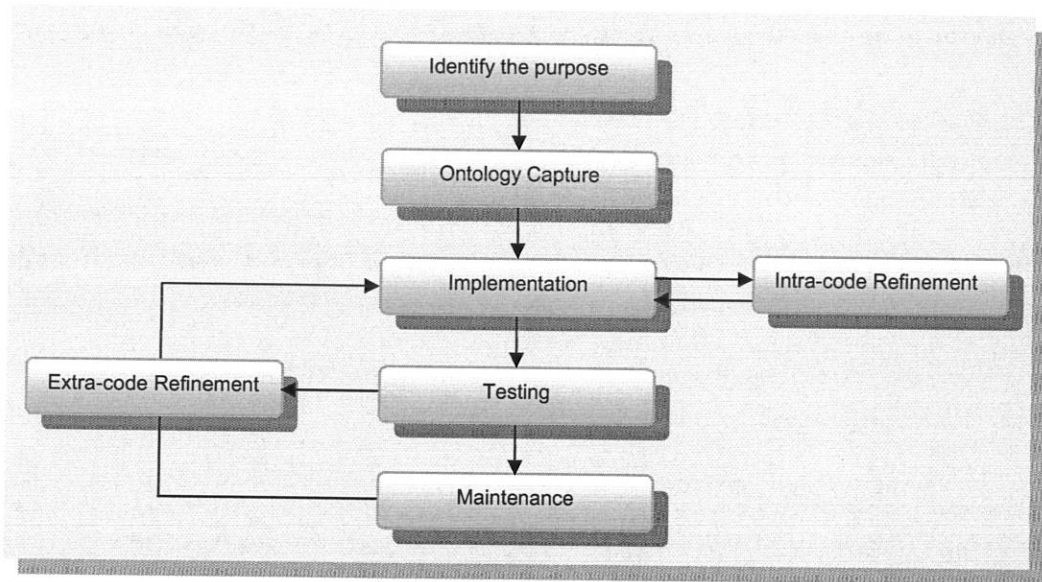 Identify the purpose
Ontology Capture
Implementation
Intra-code Refinement
Extra-code Refinement
Testing
Maintenance